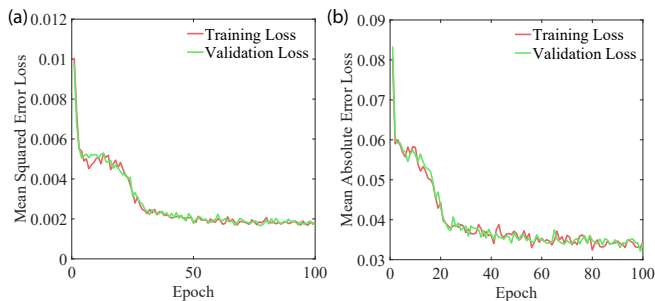 (a)
Mean Squared Error Loss
0.012
0.01
0.008
0.006
0.004
0.002
0
Training Loss
Validation Loss
0
50
100
Epoch
(b)
Mean Absolute Error Loss
0.09
0.08
0.07
0.06
0.05
0.04
0.03
Training Loss
Validation Loss
0
20
40
60
80
100
Epoch